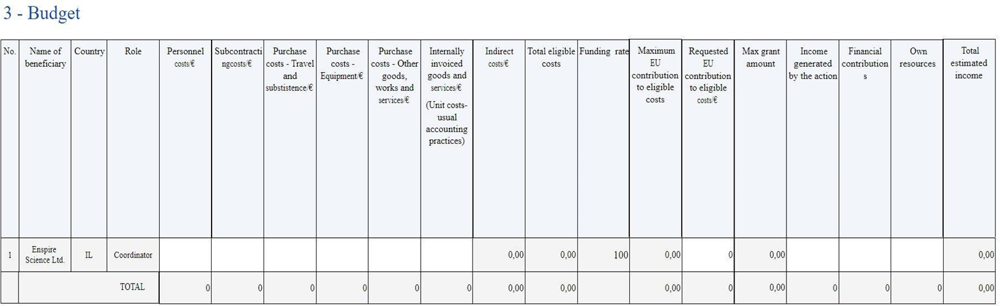 3 - Budget
No.
Name of
beneficiary
Country
Role
Personnel
costs/€
Subcontracti
ngcosts/€
Purchase
costs - Travel
and
substistence/€
Purchase
costs -
Equipment/€
Purchase
costs - Other
goods,
works and
services/€
Internally
invoiced
goods and
services/€
(Unit costs-
usual
accounting
practices)
Indirect
costs/€
Total eligible
costs
Funding rate
Maximum
EU
contribution
to eligible
costs
Requested
EU
contribution
to eligible
costs/€
Max grant
amount
Income
generated
by the action
Financial
contribution
s
Own
resources
Total
estimated
income
1
Enspire
Science Ltd.
IL
Coordinator
0,00
0,00
100
0,00
0
0,00
0,00
TOTAL
0
0
0
0
0
0
0,00
0,00
0,00
0
0,00
0
0
0
0,00